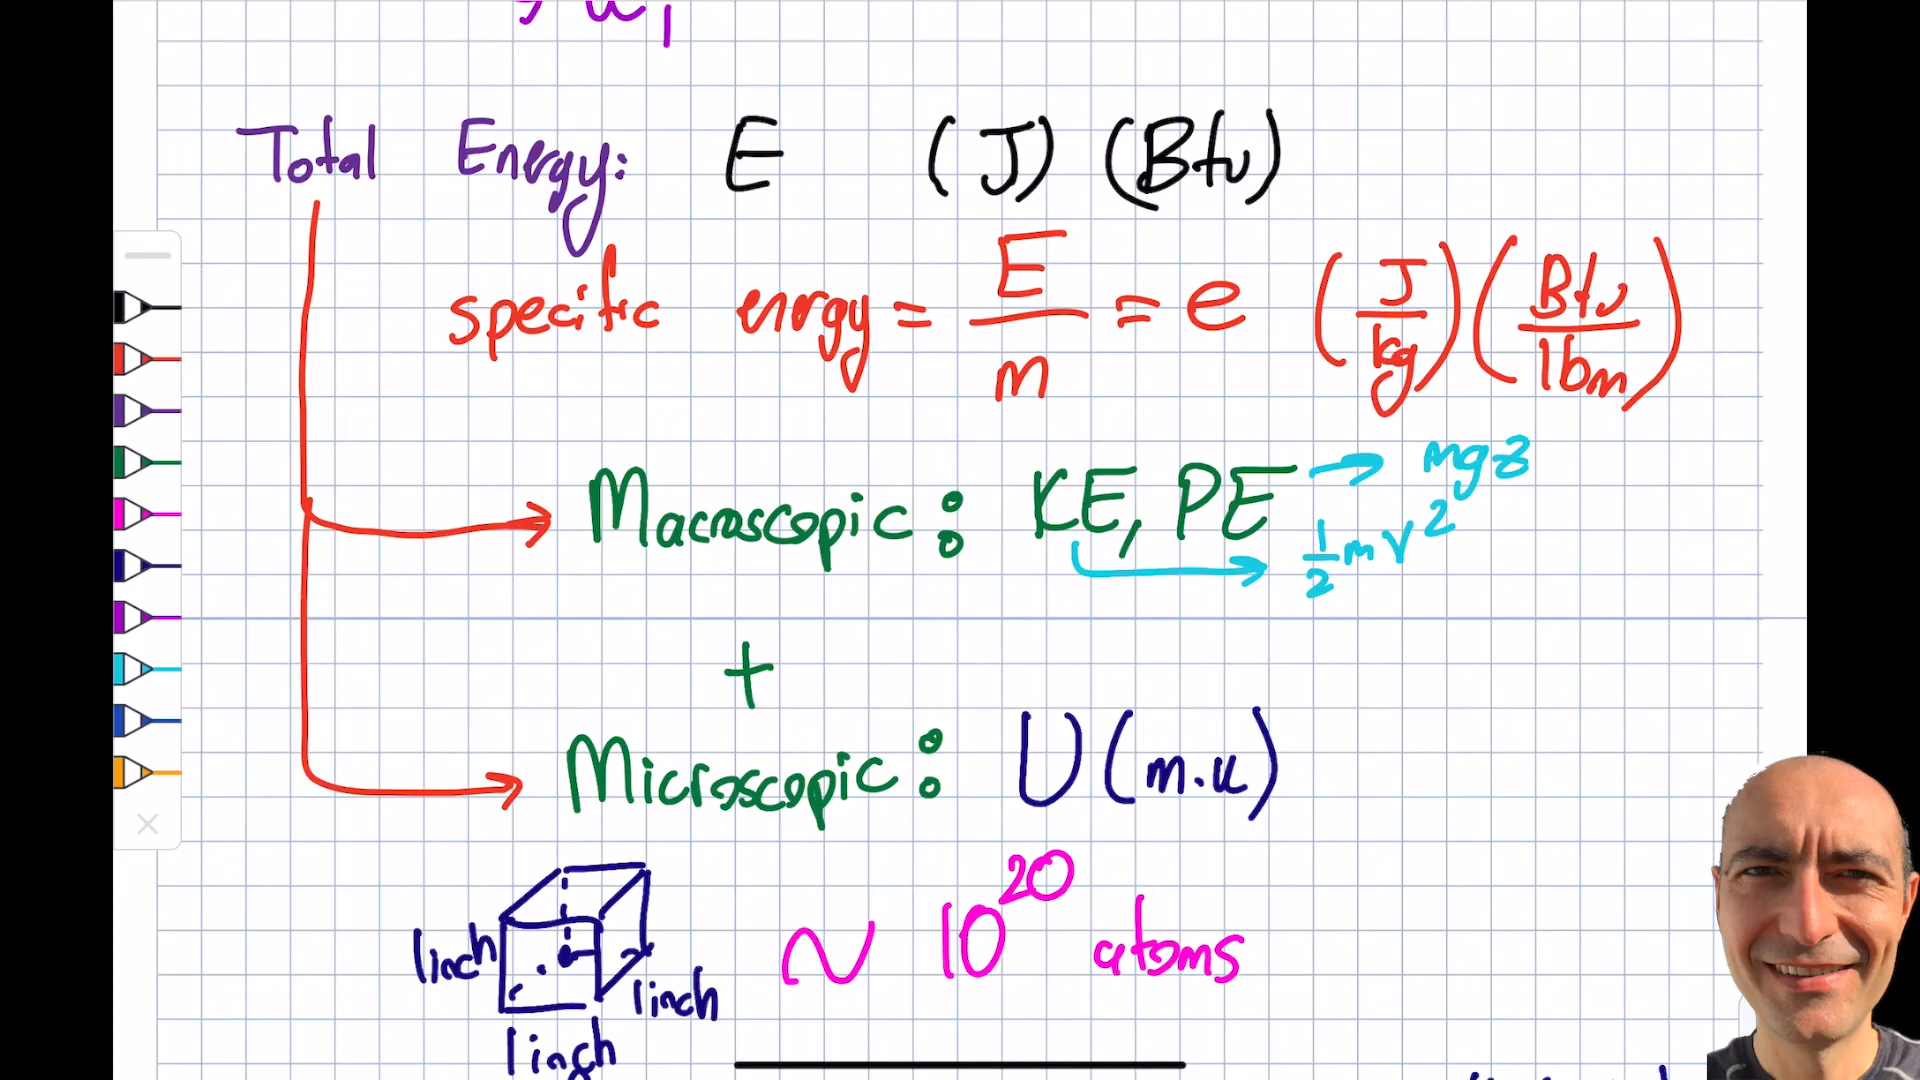 u₁
Total Energy: E (J) (Btu)
specific energy = E/m = e (J/kg) (Btu/lbm)
Macroscopic: KE, PE → mgz
½mV²
+
Microscopic: U (m.u)
1inch
1inch
1inch
~ 10²⁰ atoms